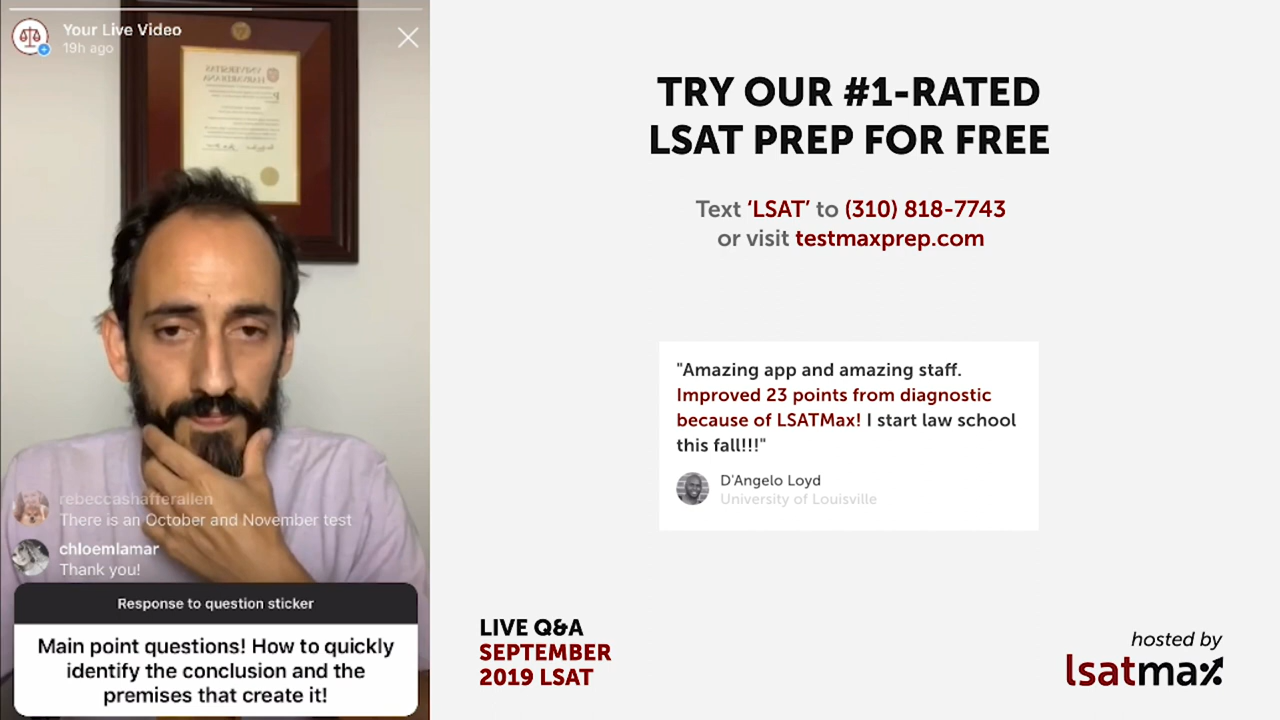 Your Live Video
19h ago
rebeccashafferallen
There is an October and November test
chloemlamar
Thank you!
Response to question sticker
Main point questions! How to quickly
identify the conclusion and the
premises that create it!
TRY OUR #1-RATED
LSAT PREP FOR FREE
Text ‘LSAT’ to (310) 818-7743
or visit testmaxprep.com
"Amazing app and amazing staff.
Improved 23 points from diagnostic
because of LSATMax! I start law school
this fall!!!"
D'Angelo Loyd
University of Louisville
LIVE Q&A
SEPTEMBER
2019 LSAT
hosted by
lsatmax